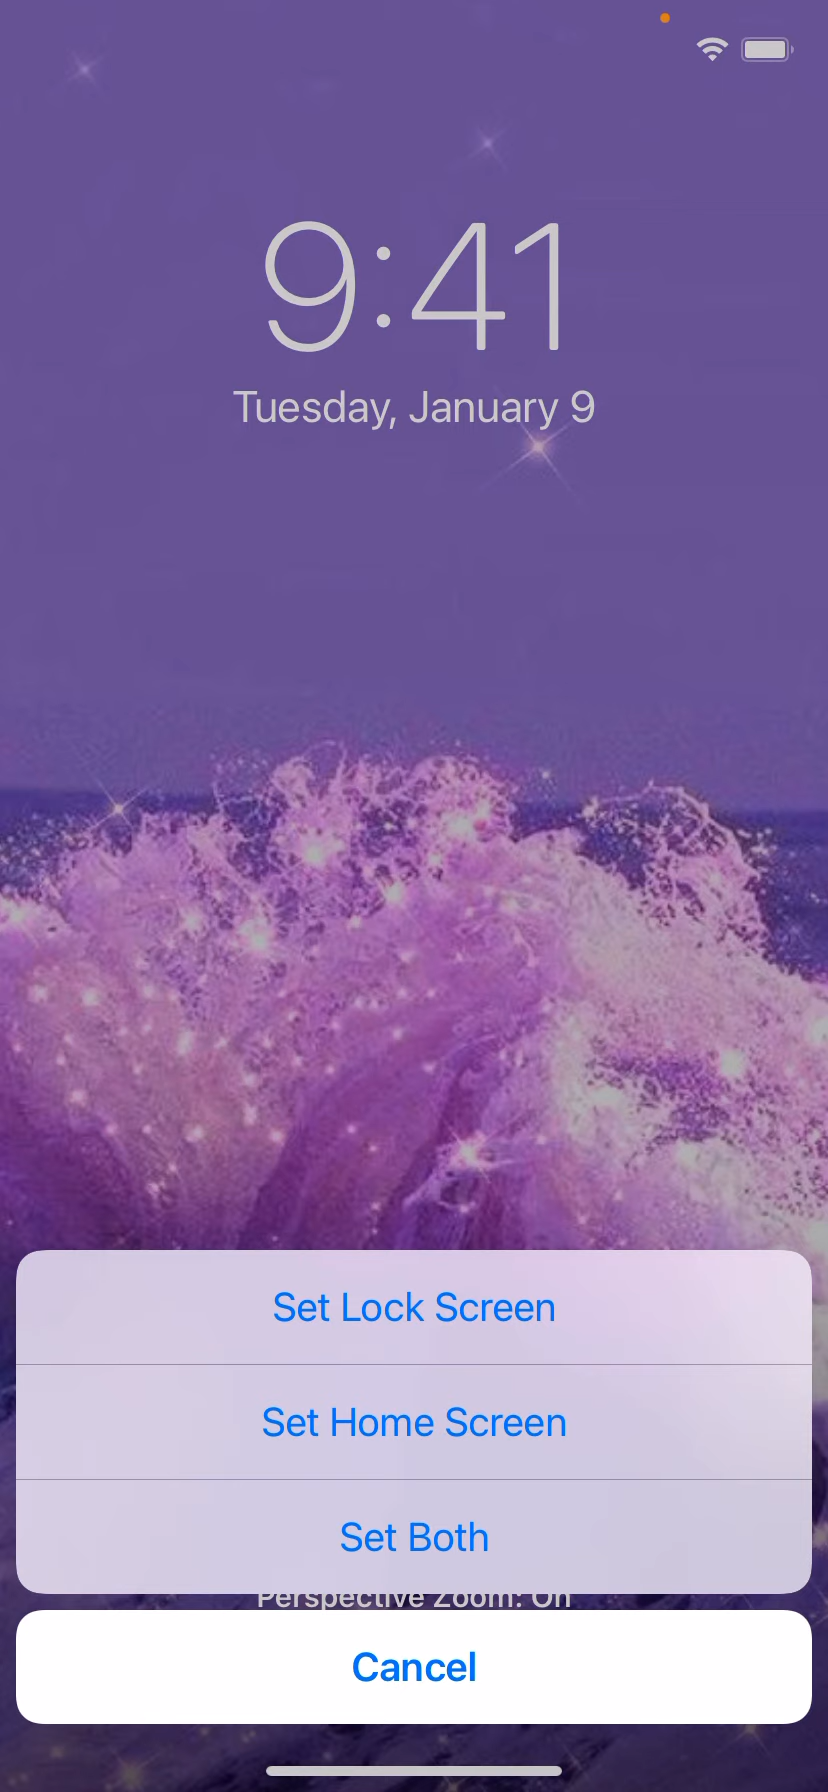 9:41
Tuesday, January 9
Set Lock Screen
Set Home Screen
Set Both
Perspective Zoom: On
Cancel